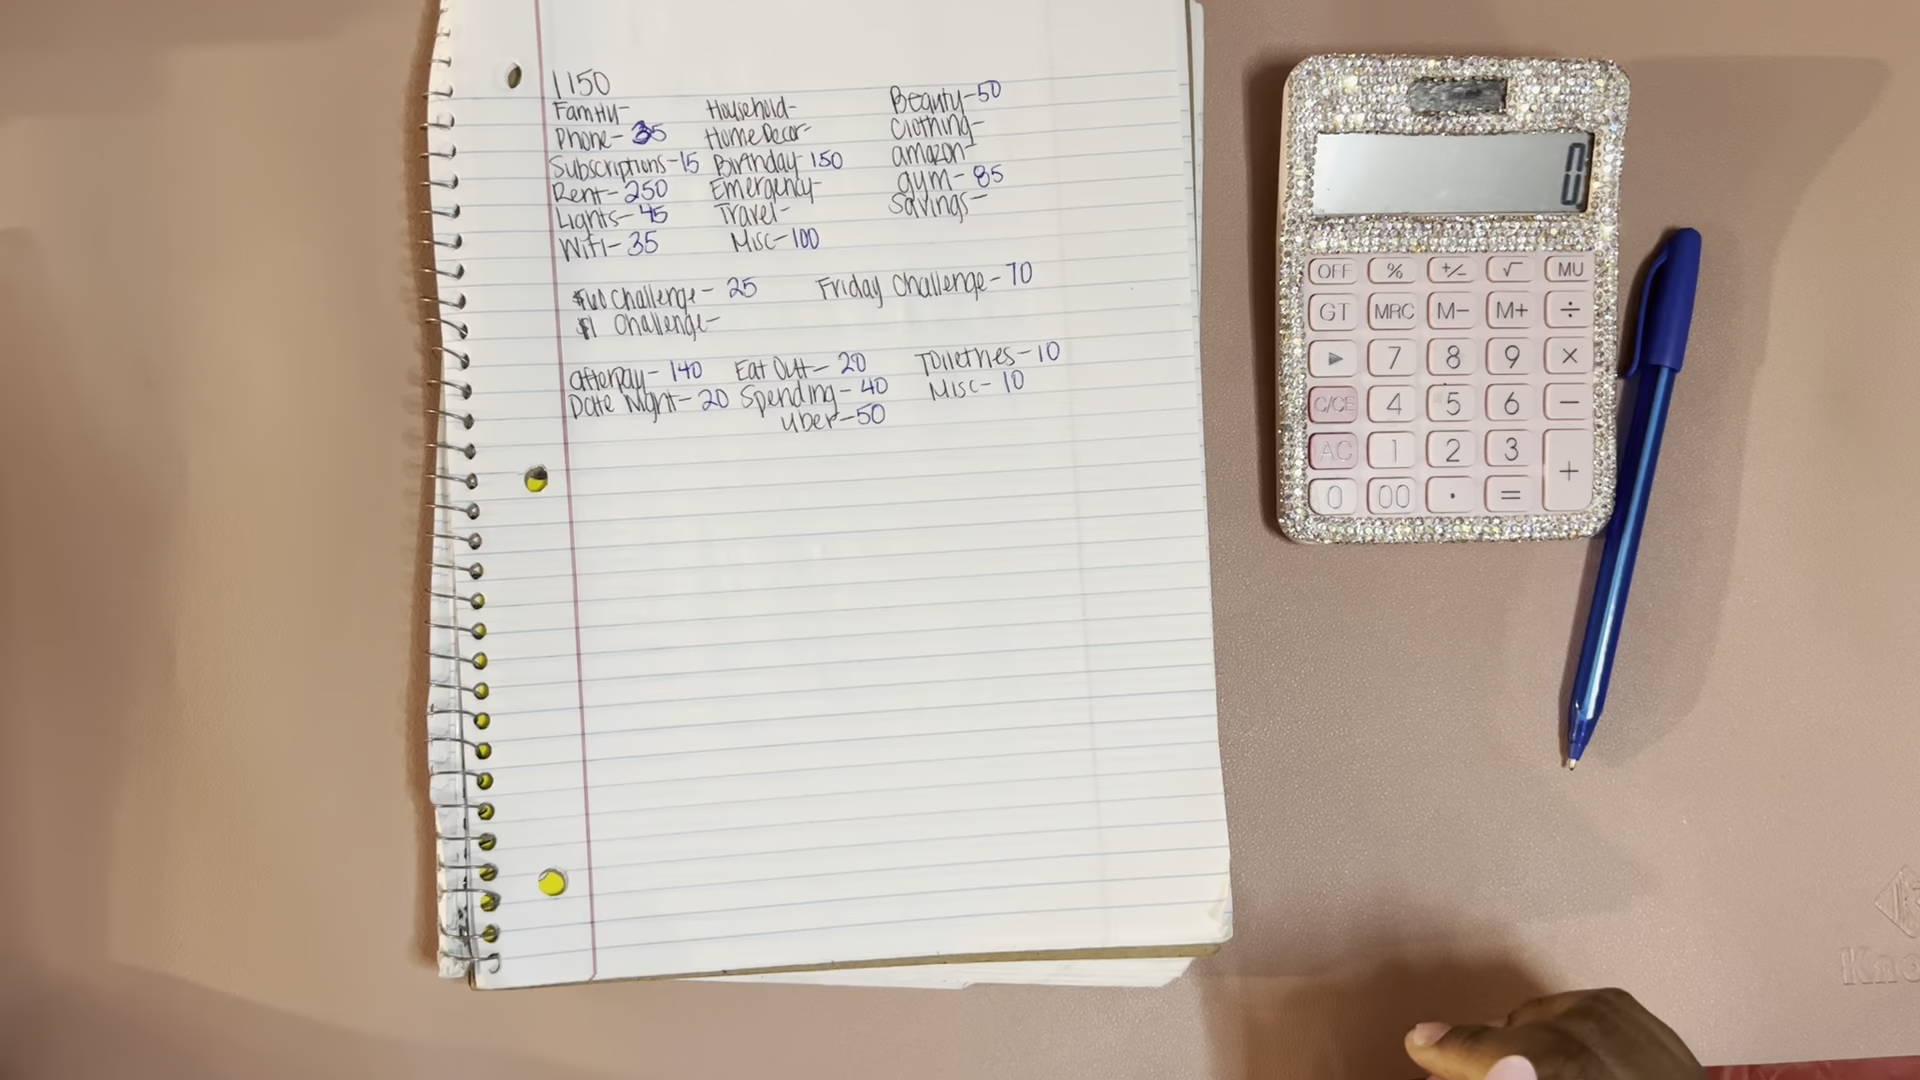 1150
Family- Household- Beauty-50
Phone- 35 Home Decor- Clothing-
Subscriptions-15 Birthday-150 amazon-
Rent-250 Emergency- gym-85
Lights-45 Travel- Savings-
Wifi-35 Misc-100
Challenge-25 Friday Challenge-70
$1 Challenge-
afterpay-140 Eat Out-20 Toiletries-10
Date Night-20 Spending-40 Misc-10
Uber-50
0
OFF % +/− √ MU
GT MRC M− M+ ÷
▶ 7 8 9 ×
C/CE 4 5 6 −
AC 1 2 3 +
0 00 . =